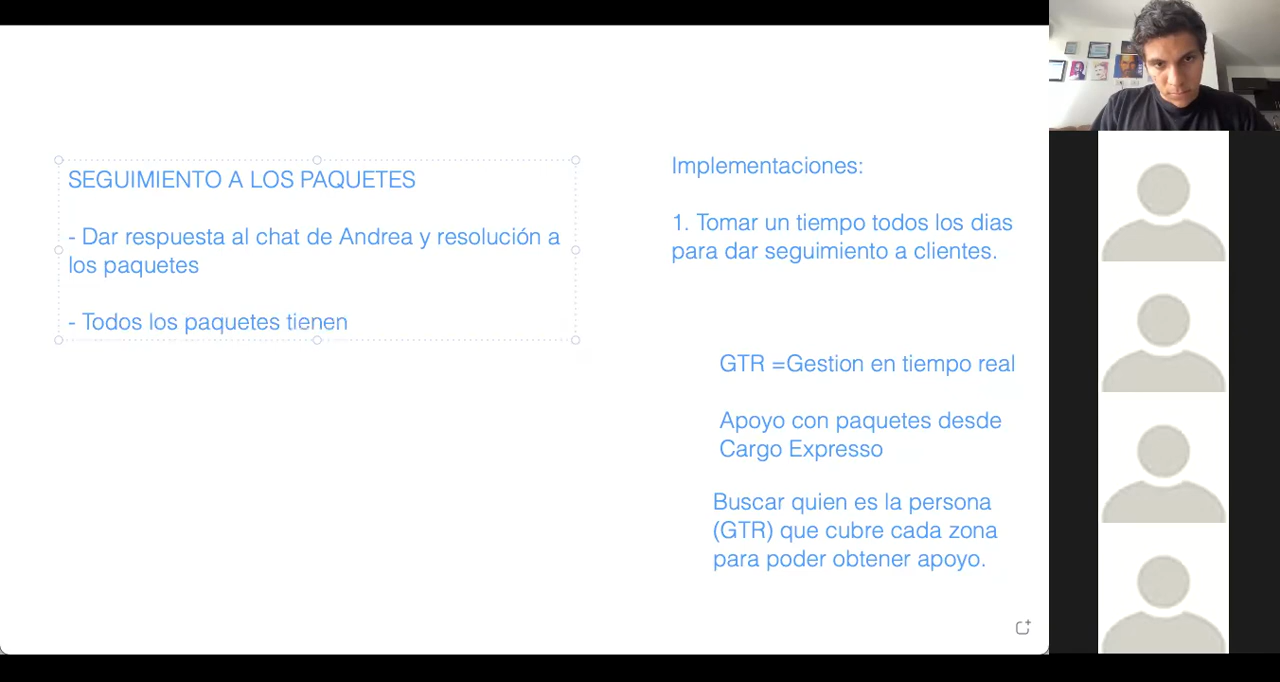 SEGUIMIENTO A LOS PAQUETES
- Dar respuesta al chat de Andrea y resolución a
los paquetes
- Todos los paquetes tienen
Implementaciones:
1. Tomar un tiempo todos los dias
para dar seguimiento a clientes.
GTR =Gestion en tiempo real
Apoyo con paquetes desde
Cargo Expresso
Buscar quien es la persona
(GTR) que cubre cada zona
para poder obtener apoyo.